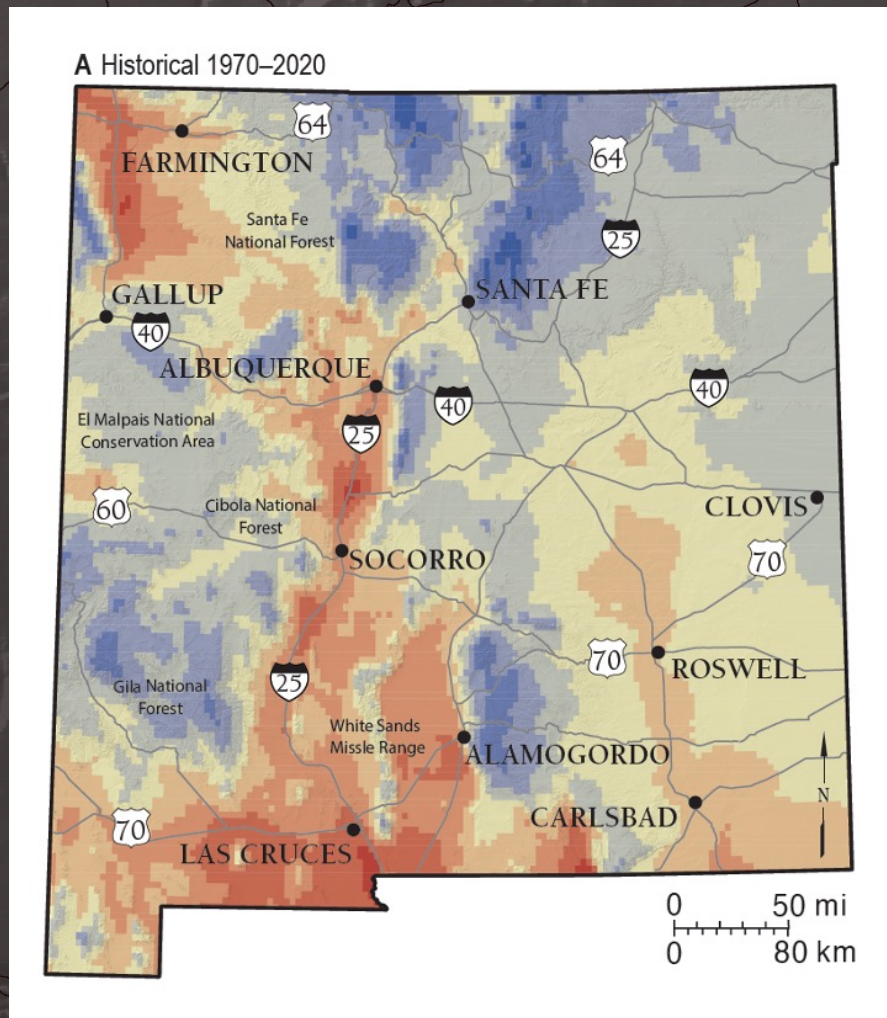 A Historical 1970–2020
64
FARMINGTON
64
Santa Fe
National Forest
25
GALLUP
SANTA FE
40
ALBUQUERQUE
40
40
El Malpais National
Conservation Area
25
60
Cibola National
Forest
CLOVIS
SOCORRO
70
70
ROSWELL
Gila National
Forest
25
White Sands
Missle Range
ALAMOGORDO
N
CARLSBAD
70
LAS CRUCES
0 50 mi
0 80 km